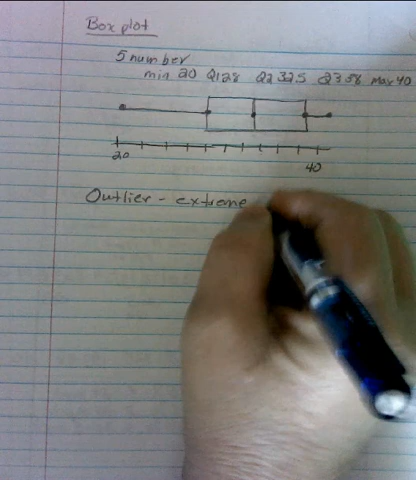 Box plot
5 number
min 20 Q1 28 Q2 32.5 Q3 38 max 40
20 40
Outlier - extreme